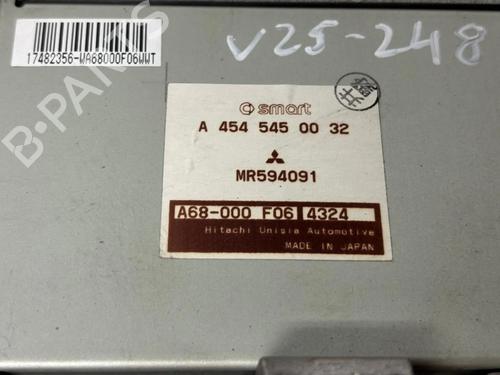 17482356-WA68000F06WWT
V25-248
smart
A 454 545 00 32
MR594091
A68-000 F06 4324
Hitachi Unisia Automotive
MADE IN JAPAN
B-PARTS